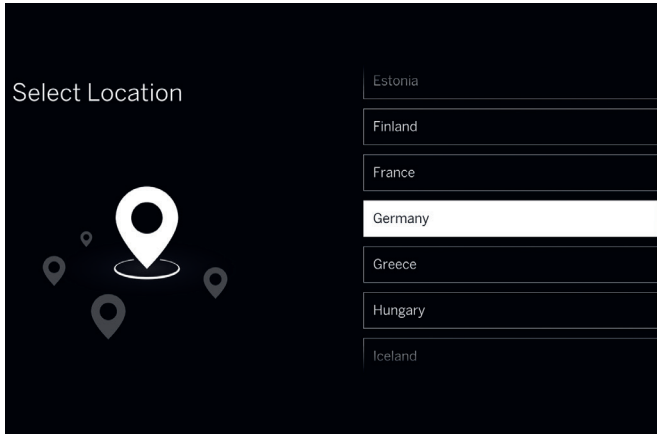 Select Location
Estonia
Finland
France
Germany
Greece
Hungary
Iceland